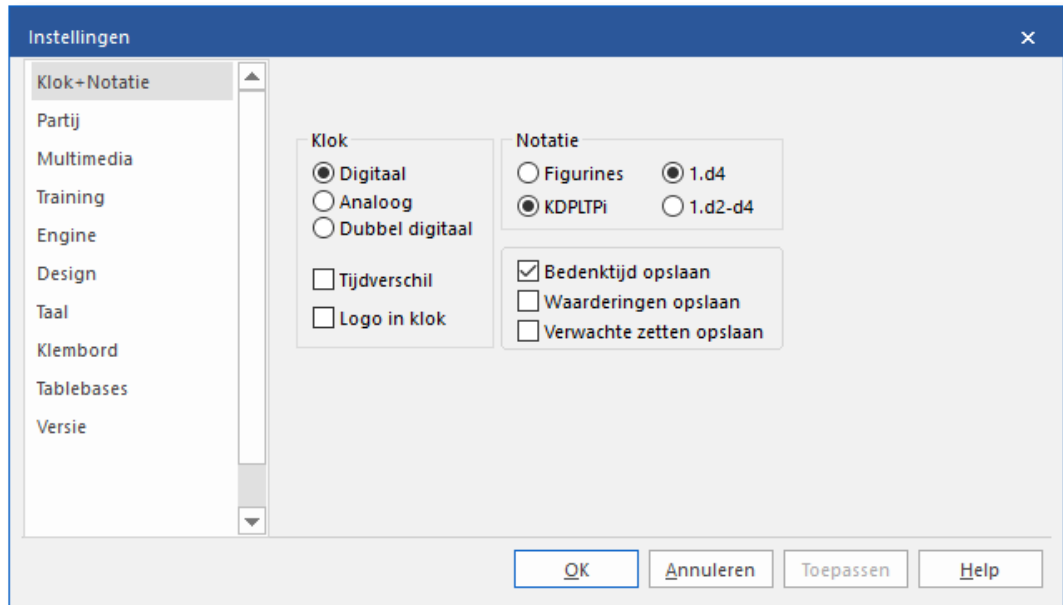 Instellingen
Klok+Notatie
Partij
Multimedia
Training
Engine
Design
Taal
Klembord
Tablebases
Versie
Klok
Digitaal
Analoog
Dubbel digitaal
Tijdverschil
Logo in klok
Notatie
Figurines 1.d4
KDPLTPi 1.d2-d4
Bedenktijd opslaan
Waarderingen opslaan
Verwachte zetten opslaan
OK Annuleren Toepassen Help